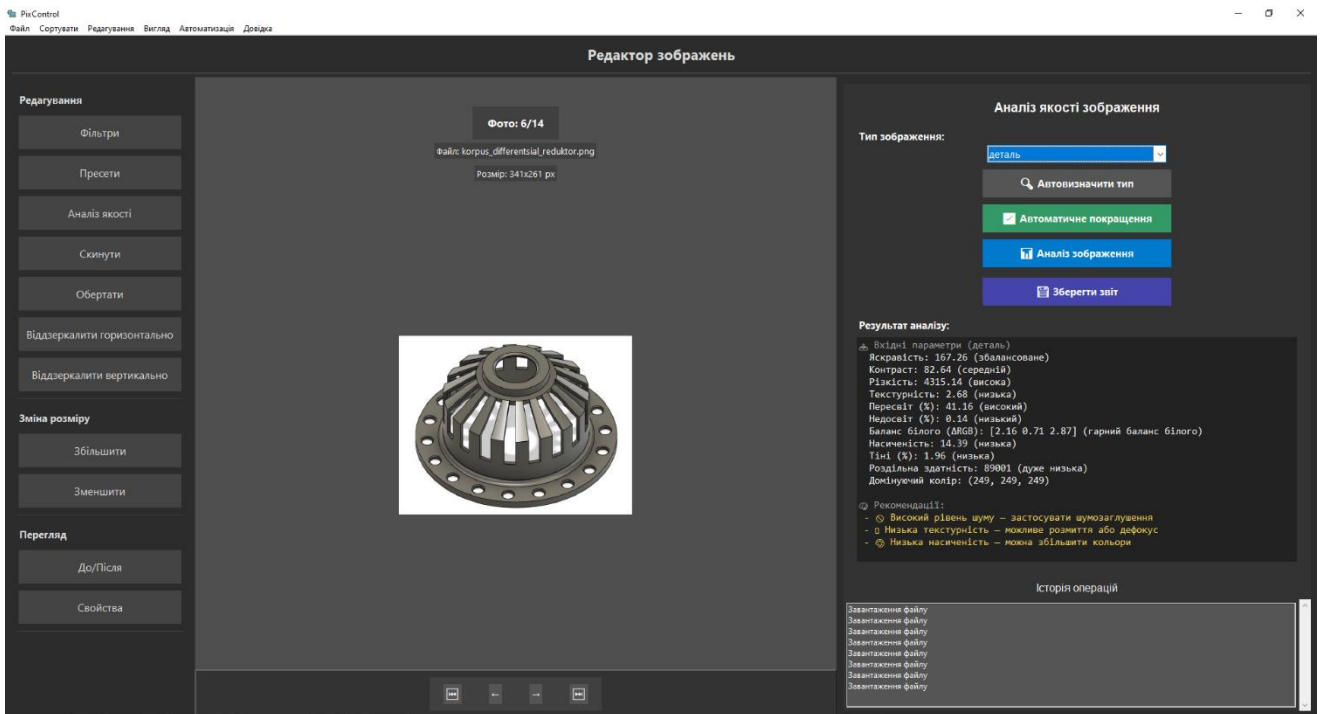 PixControl
Файл Сортувати Редагування Вигляд Автоматизація Довідка
Редактор зображень
Редагування
Фільтри
Пресети
Аналіз якості
Скинути
Обертати
Віддзеркалити горизонтально
Віддзеркалити вертикально
Зміна розміру
Збільшити
Зменшити
Перегляд
До/Після
Свойства
Фото: 6/14
Файл: korpus_differentsial_reduktor.png
Розмір: 341x261 px
Аналіз якості зображення
Тип зображення:
деталь
Автовизначити тип
Автоматичне покращення
Аналіз зображення
Зберегти звіт
Результат аналізу:
Вхідні параметри (деталь)
Яскравість: 167.26 (збалансоване)
Контраст: 82.64 (середній)
Різкість: 4315.14 (висока)
Текстурність: 2.68 (низька)
Пересвіт (%): 41.16 (високий)
Недосвіт (%): 0.14 (низький)
Баланс білого (ΔRGB): [2.16 0.71 2.87] (гарний баланс білого)
Насиченість: 14.39 (низька)
Тіні (%): 1.96 (низька)
Роздільна здатність: 89001 (дуже низька)
Домінуючий колір: (249, 249, 249)
Рекомендації:
- Високий рівень шуму — застосувати шумозаглушення
- Низька текстурність — можливе розмиття або дефокус
- Низька насиченість — можна збільшити кольори
Історія операцій
Завантаження файлу
Завантаження файлу
Завантаження файлу
Завантаження файлу
Завантаження файлу
Завантаження файлу
Завантаження файлу
Завантаження файлу